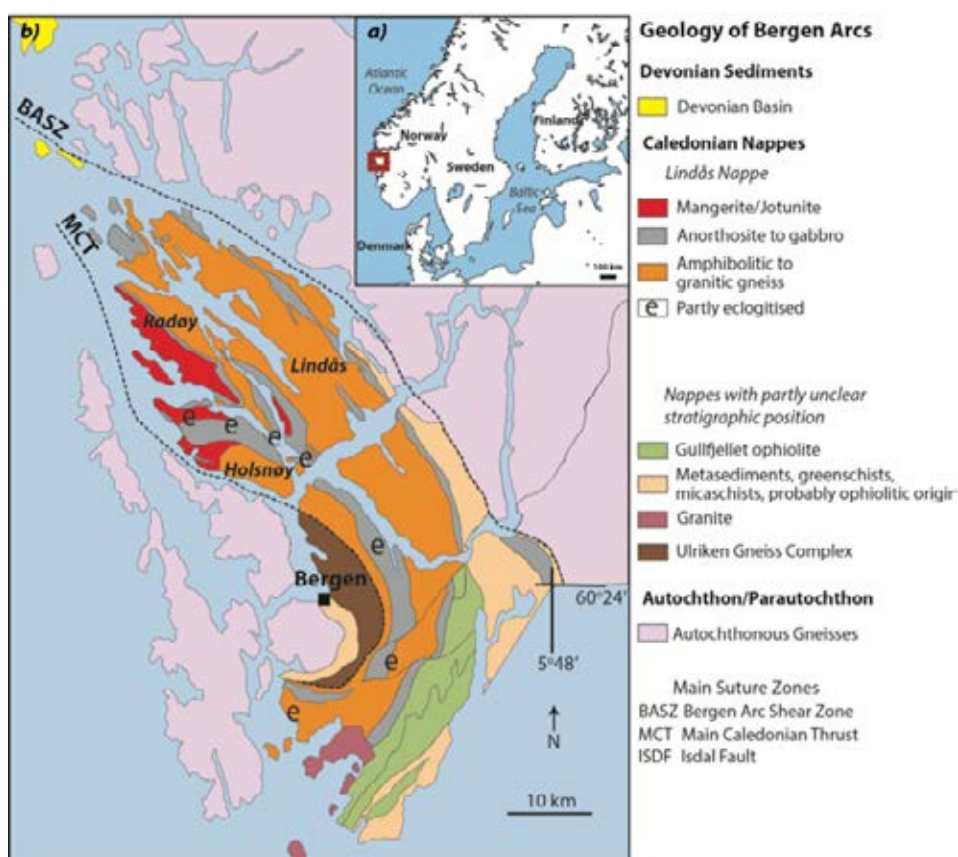 b)
BASZ
MCT
Radøy
Lindås
e
e
e
e
Holsnøy
e
Bergen
e
e
60°24'
5°48'
N
10 km
a)
Atlantic
Ocean
Norway
Finland
Sweden
Baltic
Sea
Denmark
100 km
Geology of Bergen Arcs
Devonian Sediments
Devonian Basin
Caledonian Nappes
Lindås Nappe
Mangerite/Jotunite
Anorthosite to gabbro
Amphibolitic to
granitic gneiss
e Partly eclogitised
Nappes with partly unclear
stratigraphic position
Gullfjellet ophiolite
Metasediments, greenschists,
micaschists, probably ophiolitic origin
Granite
Ulriken Gneiss Complex
Autochthon/Parautochthon
Autochthonous Gneisses
Main Suture Zones
BASZ Bergen Arc Shear Zone
MCT Main Caledonian Thrust
ISDF Isdal Fault